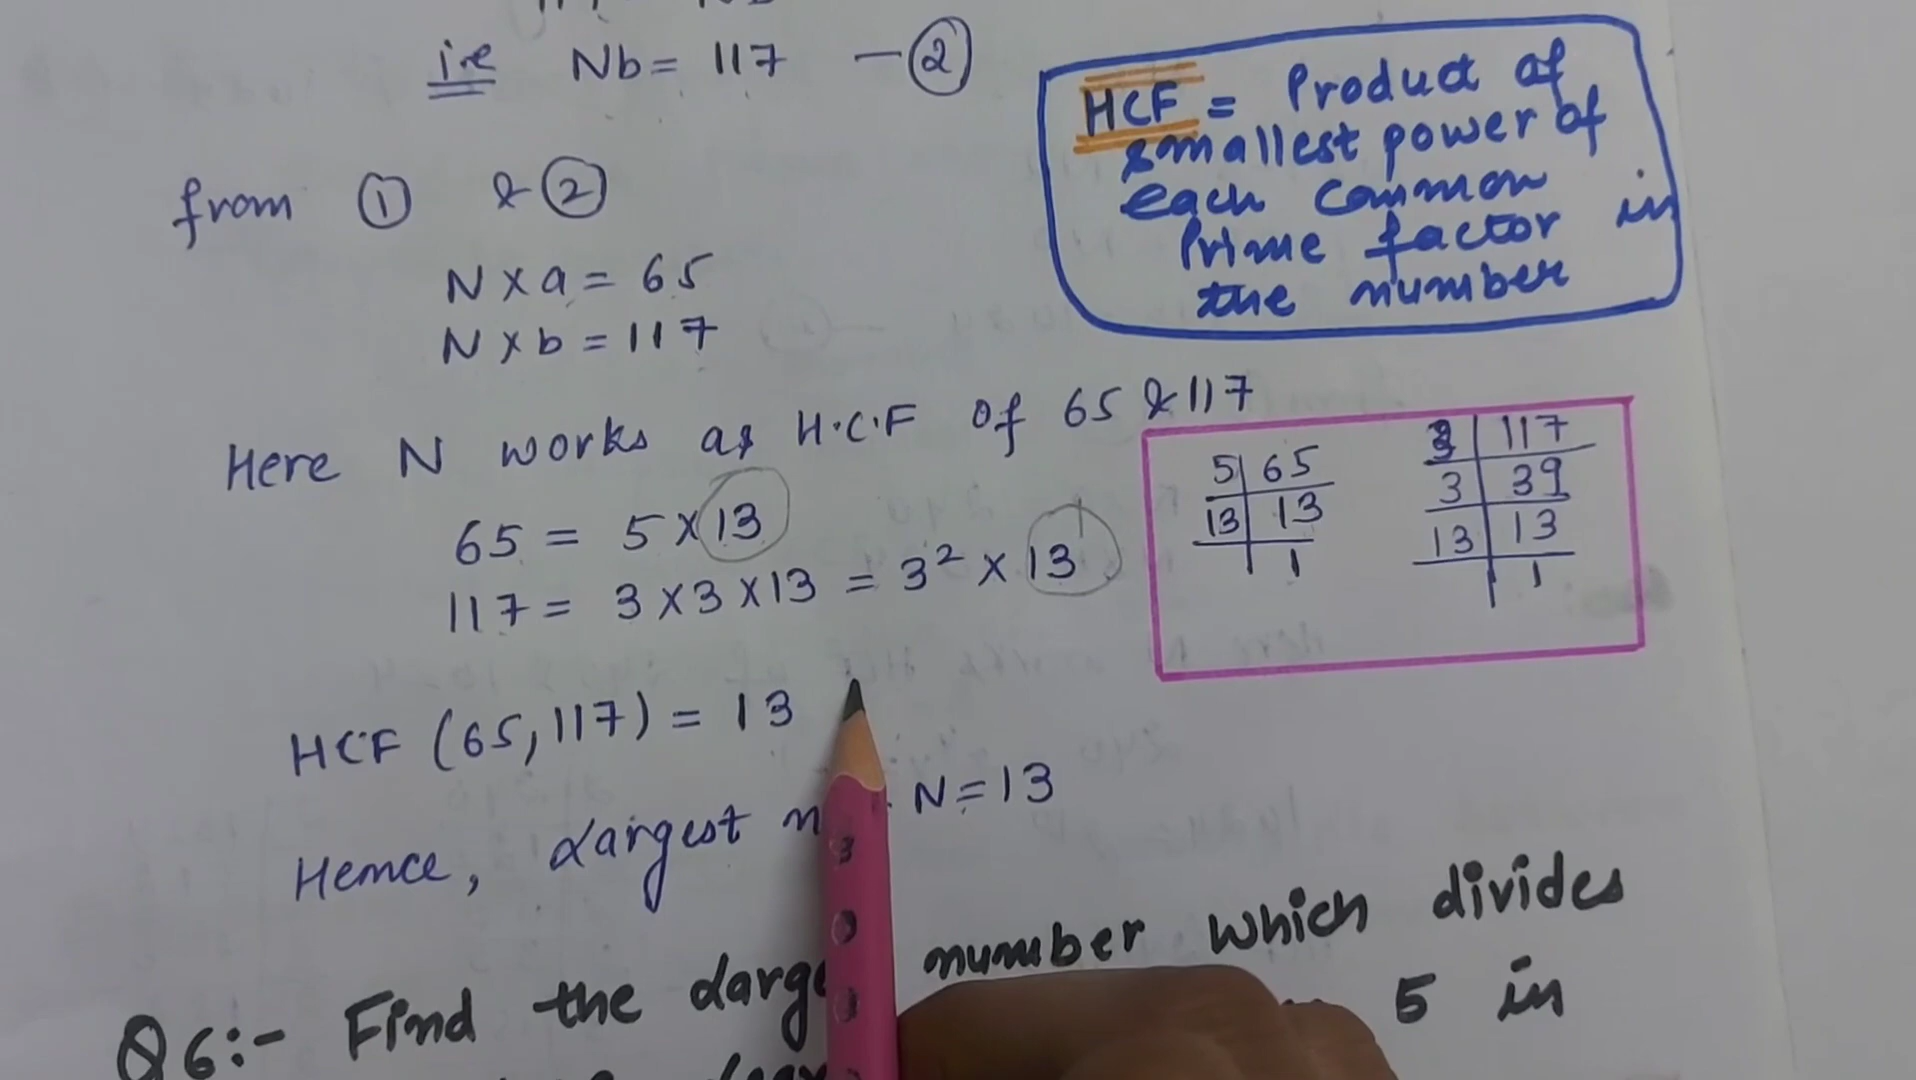 i.e Nb = 117 - ②
HCF = Product of
smallest power of
each common
Prime factor in
the number
from ① & ②
N x a = 65
N x b = 117
Here N works as H.C.F of 65 & 117
65 = 5 x 13
117 = 3 x 3 x 13 = 3² x 13¹
5 | 65
13 | 13
1
3 | 117
3 | 39
13 | 13
1
HCF (65, 117) = 13
Hence, Largest N = 13
Q6:- Find the number which divides
5 in